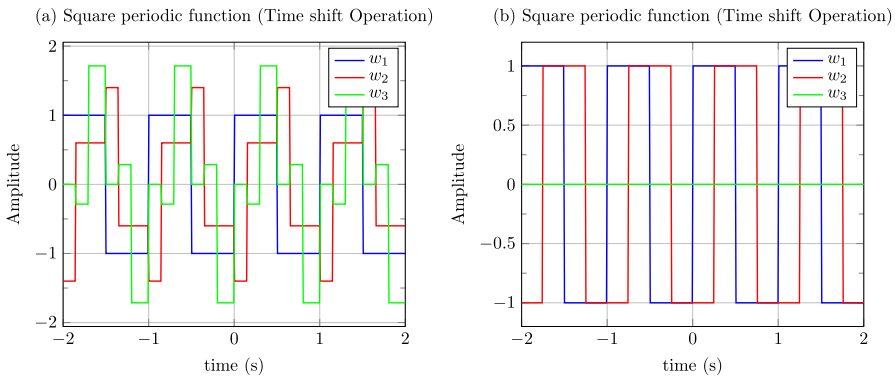 (a) Square periodic function (Time shift Operation)
2
1
0
−1
−2
Amplitude
w₁
w₂
w₃
−2 −1 0 1 2
time (s)
(b) Square periodic function (Time shift Operation)
1
0.5
0
−0.5
−1
Amplitude
w₁
w₂
w₃
−2 −1 0 1 2
time (s)